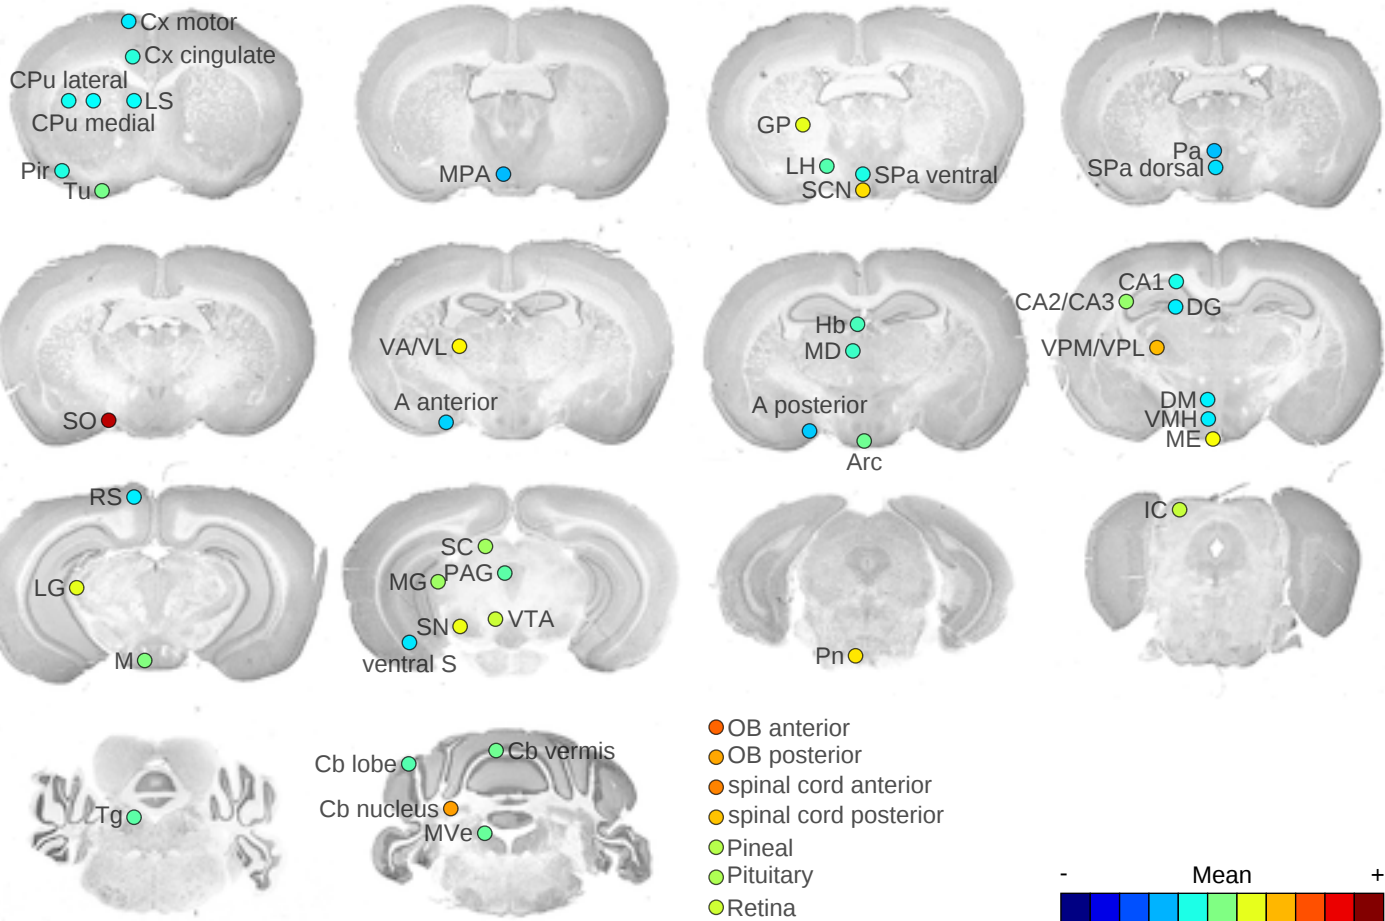 Cx motor
Cx cingulate
CPu lateral
LS
CPu medial
Pir
Tu
MPA
GP
LH
SPa ventral
SCN
Pa
SPa dorsal
SO
VA/VL
A anterior
Hb
MD
A posterior
Arc
CA1
CA2/CA3
DG
VPM/VPL
DM
VMH
ME
RS
LG
M
SC
PAG
MG
SN
VTA
ventral S
Pn
IC
Tg
Cb vermis
Cb lobe
Cb nucleus
MVe
OB anterior
OB posterior
spinal cord anterior
spinal cord posterior
Pineal
Pituitary
Retina
- Mean +